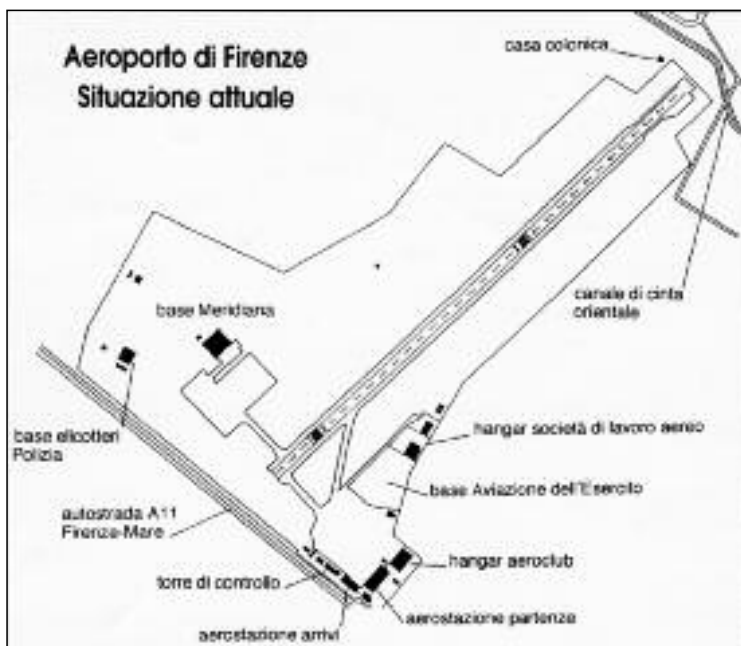 Aeroporto di Firenze
Situazione attuale
casa colonica
canale di cinta
orientale
base Meridiana
base elicotteri
Polizia
hangar società di lavoro aereo
base Aviazione dell'Esercito
autostrada A11
Firenze-Mare
hangar aeroclub
torre di controllo
aerostazione partenze
aerostazione arrivi